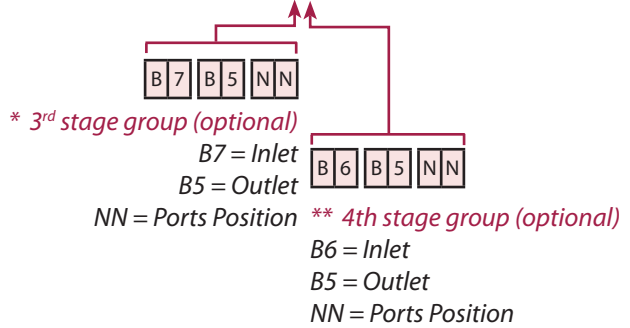 B7 B5 NN
* 3rd stage group (optional)
B7 = Inlet
B5 = Outlet
NN = Ports Position
B6 B5 NN
** 4th stage group (optional)
B6 = Inlet
B5 = Outlet
NN = Ports Position